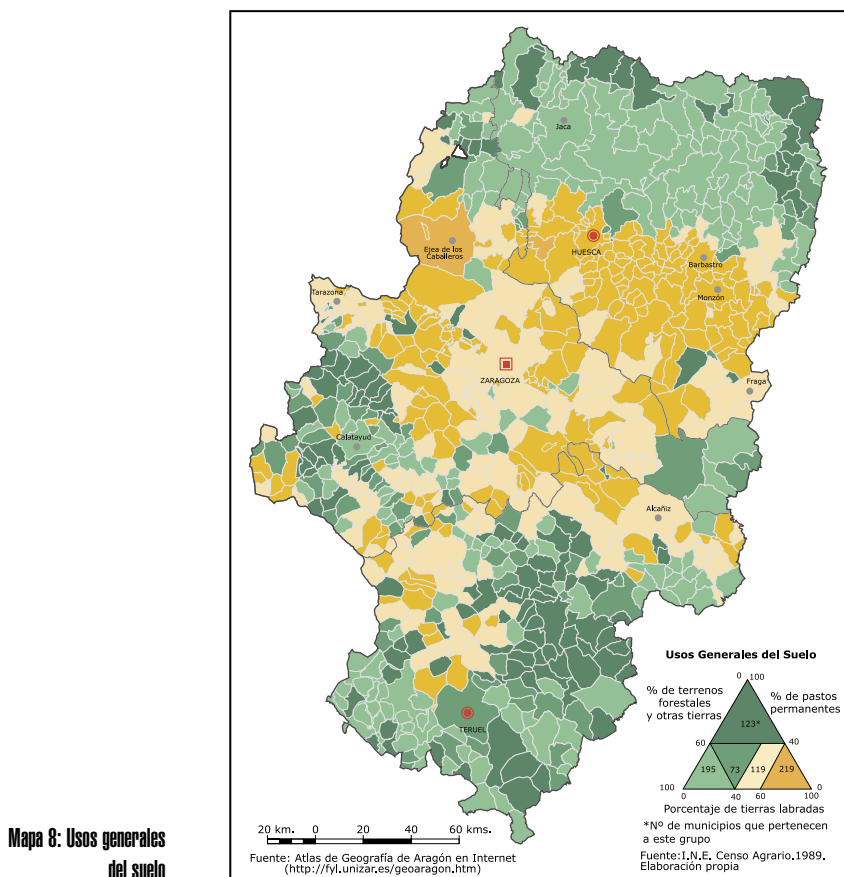 Jaca
Ejea de los
Caballeros
HUESCA
Barbastro
Monzón
Tarazona
ZARAGOZA
Fraga
Calatayud
Alcañiz
TERUEL
Usos Generales del Suelo
0 100
% de terrenos
forestales
y otras tierras
% de pastos
permanentes
123*
60 40
195 73 119 219
100 0
0 40 60 100
Porcentaje de tierras labradas
*Nº de municipios que pertenecen
a este grupo
Fuente:I.N.E. Censo Agrario.1989.
Elaboración propia
20 km. 0 20 40 60 kms.
Fuente: Atlas de Geografía de Aragón en Internet
(http://fyl.unizar.es/geoaragon.htm)
Mapa 8: Usos generales
del suelo